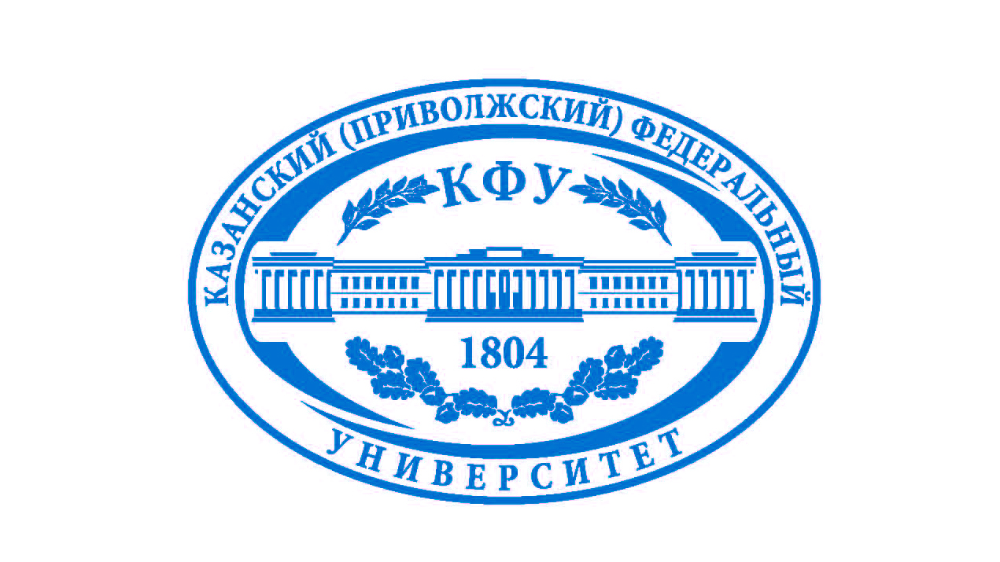 КАЗАНСКИЙ (ПРИВОЛЖСКИЙ) ФЕДЕРАЛЬНЫЙ
КФУ
1804
УНИВЕРСИТЕТ